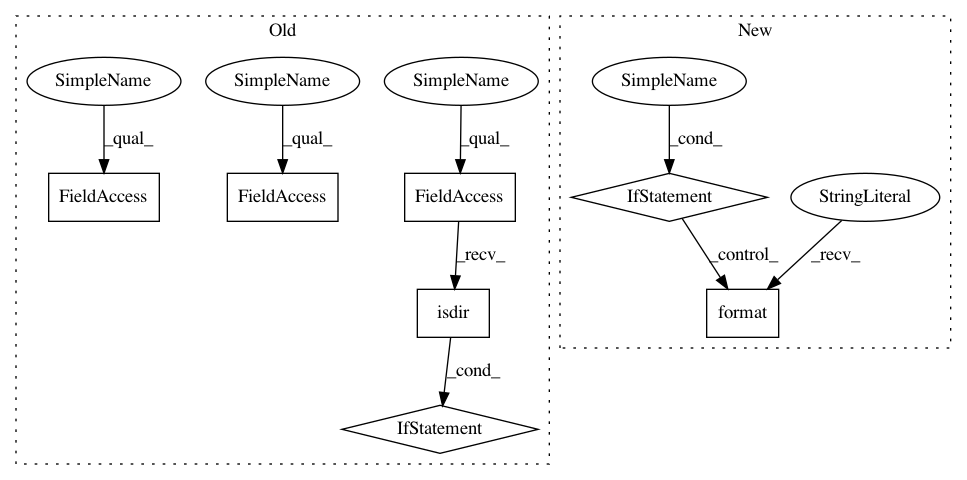 Old
New
SimpleName
SimpleName
SimpleName
SimpleName
_qual_
_qual_
_qual_
_cond_
FieldAccess
FieldAccess
FieldAccess
IfStatement
StringLiteral
_recv_
_control_
_recv_
isdir
format
_cond_
IfStatement